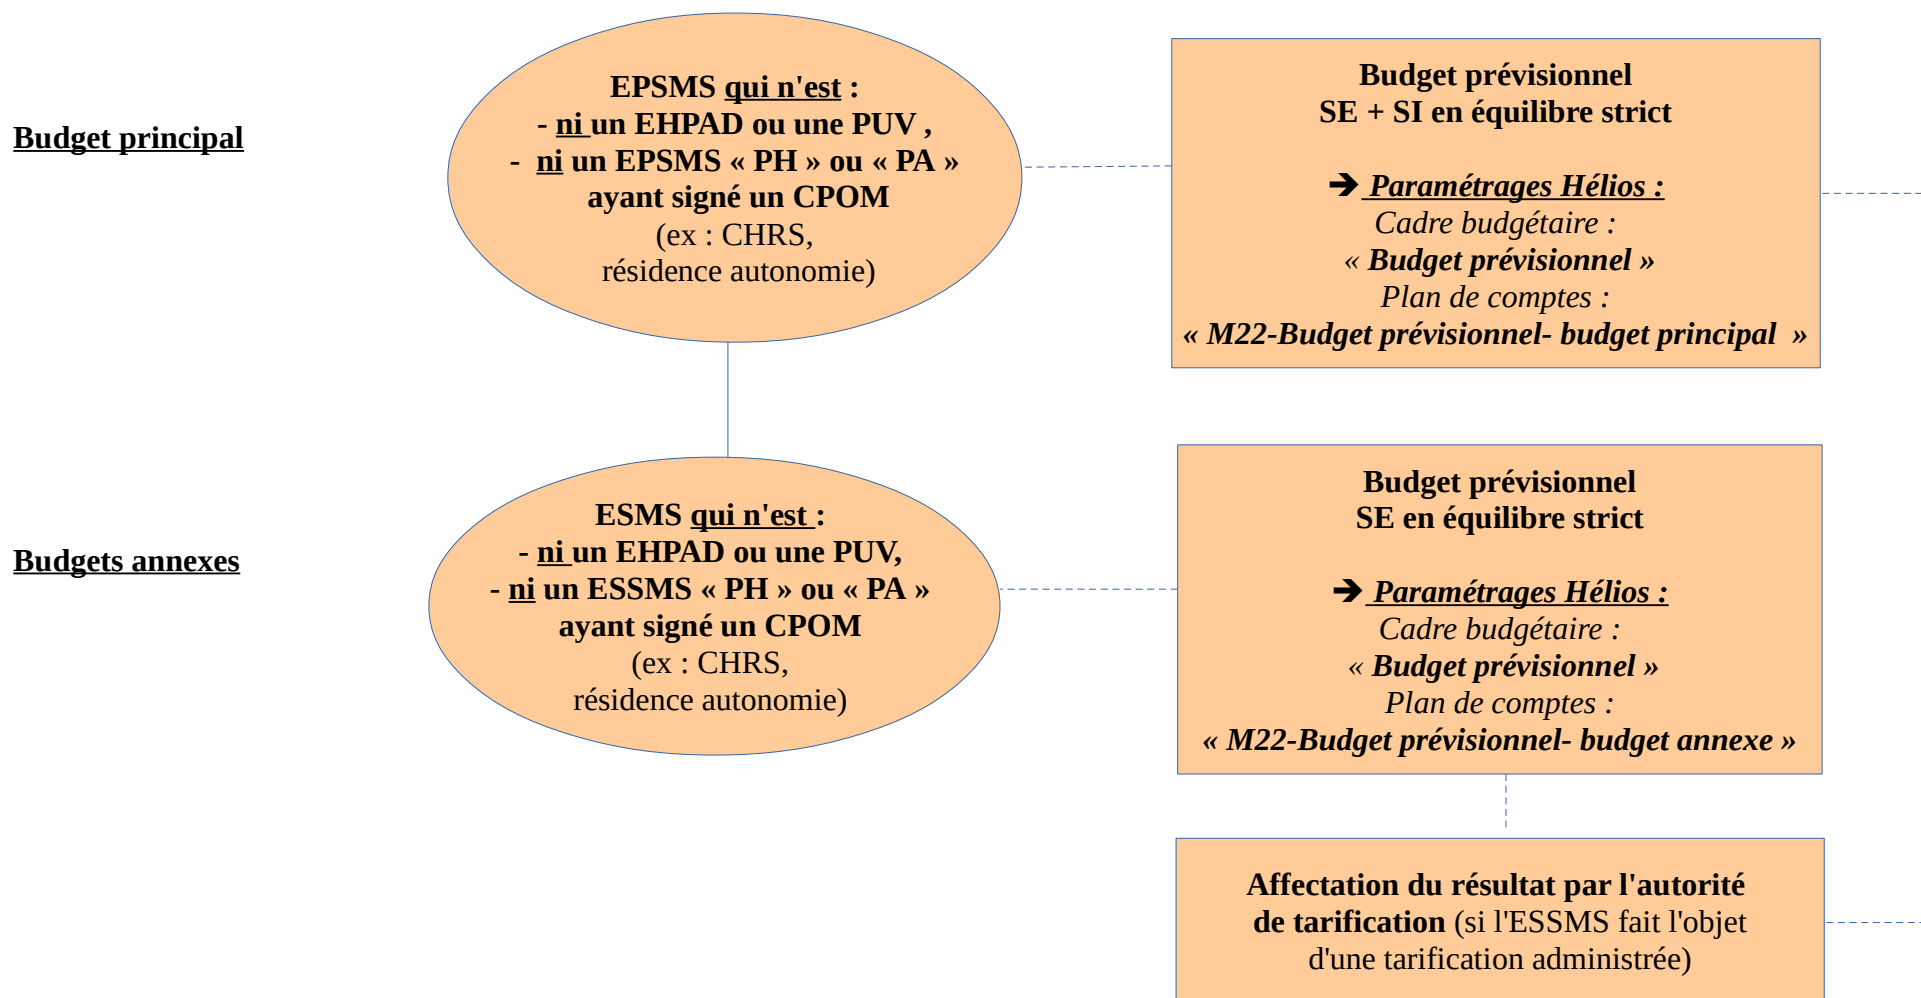 Budget principal
EPSMS qui n'est :
- ni un EHPAD ou une PUV ,
- ni un EPSMS « PH » ou « PA »
ayant signé un CPOM
(ex : CHRS,
résidence autonomie)
Budget prévisionnel
SE + SI en équilibre strict
➔ Paramétrages Hélios :
Cadre budgétaire :
« Budget prévisionnel »
Plan de comptes :
« M22-Budget prévisionnel- budget principal »
Budgets annexes
ESMS qui n'est :
- ni un EHPAD ou une PUV,
- ni un ESSMS « PH » ou « PA »
ayant signé un CPOM
(ex : CHRS,
résidence autonomie)
Budget prévisionnel
SE en équilibre strict
➔ Paramétrages Hélios :
Cadre budgétaire :
« Budget prévisionnel »
Plan de comptes :
« M22-Budget prévisionnel- budget annexe »
Affectation du résultat par l'autorité
de tarification (si l'ESSMS fait l'objet
d'une tarification administrée)